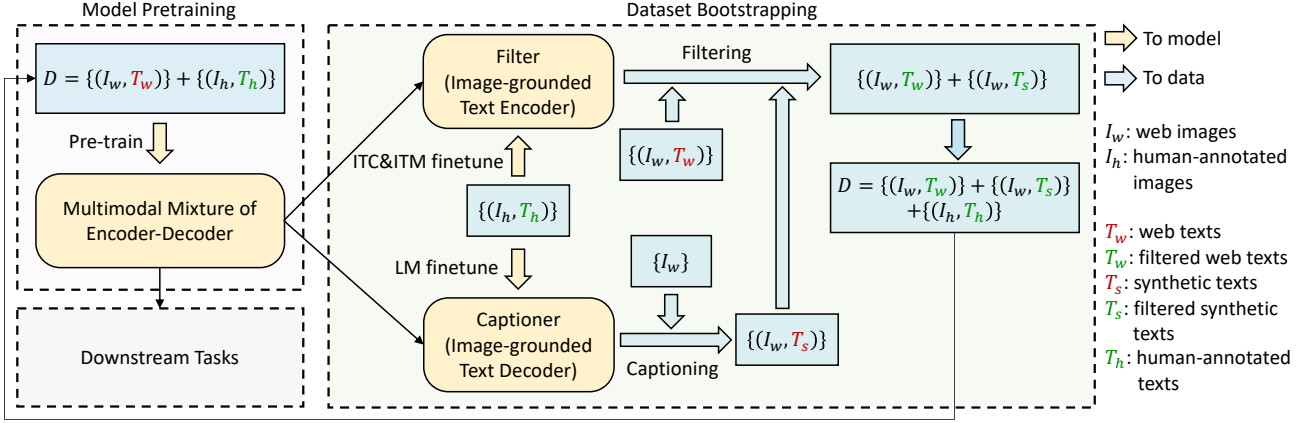 Model Pretraining
D = {(I_w, T_w)} + {(I_h, T_h)}
Pre-train
Multimodal Mixture of
Encoder-Decoder
Downstream Tasks
Dataset Bootstrapping
Filter
(Image-grounded
Text Encoder)
ITC&ITM finetune
{(I_h, T_h)}
LM finetune
Captioner
(Image-grounded
Text Decoder)
Filtering
{(I_w, T_w)}
{I_w}
Captioning
{(I_w, T_s)}
{(I_w, T_w)} + {(I_w, T_s)}
D = {(I_w, T_w)} + {(I_w, T_s)}
+{(I_h, T_h)}
To model
To data
I_w: web images
I_h: human-annotated
images
T_w: web texts
T_w: filtered web texts
T_s: synthetic texts
T_s: filtered synthetic
texts
T_h: human-annotated
texts